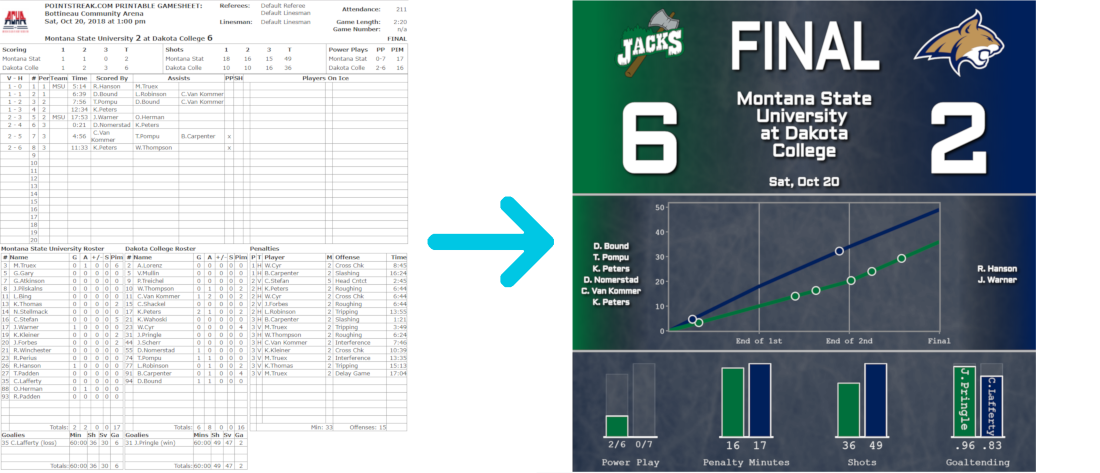 POINTSTREAK.COM PRINTABLE GAMESHEET:
Bottineau Community Arena
Sat, Oct 20, 2018 at 1:00 pm
Referees: Default Referee
Default Linesman
Linesman: Default Linesman
Attendance: 211
Game Length: 2:20
Game Number: n/a
Montana State University 2 at Dakota College 6
FINAL
Scoring 1 2 3 T
Montana Stat 1 1 0 2
Dakota Colle 1 2 3 6
Shots 1 2 3 T
Montana Stat 18 16 15 49
Dakota Colle 10 10 16 36
Power Plays PP PIM
Montana Stat 0-7 17
Dakota Colle 2-6 16
V - H # Per Team Time Scored By Assists PP SH Players On Ice
1 - 0 1 1 MSU 5:14 R.Hanson M.Truex
1 - 1 2 1 6:39 D.Bound L.Robinson C.Van Kommer
1 - 2 3 2 7:56 T.Pompu D.Bound C.Van Kommer
1 - 3 4 2 12:34 K.Peters
2 - 3 5 2 MSU 17:53 J.Warner O.Herman
2 - 4 6 3 0:21 D.Nomerstad K.Peters
2 - 5 7 3 4:56 C.Van Kommer T.Pompu B.Carpenter x
2 - 6 8 3 11:33 K.Peters W.Thompson x
9
10
11
12
13
14
15
16
17
18
19
20
Montana State University Roster
# Name G A +/- S Pim
3 M.Truex 0 1 0 0 6
5 G.Gary 0 0 0 0 0
7 G.Atkinson 0 0 0 0 0
8 J.Pilskalns 0 0 0 0 0
11 L.Bing 0 0 0 0 0
13 K.Thomas 0 0 0 0 2
14 N.Stellmack 0 0 0 0 0
16 C.Stefan 0 0 0 0 5
17 J.Warner 1 0 0 0 0
19 K.Kleiner 0 0 0 0 2
20 J.Forbes 0 0 0 0 2
21 R.Winchester 0 0 0 0 0
23 R.Perius 0 0 0 0 0
26 R.Hanson 1 0 0 0 0
27 T.Padden 0 0 0 0 0
35 C.Lafferty 0 0 0 0 0
88 O.Herman 0 1 0 0 0
93 R.Padden 0 0 0 0 0
Totals: 2 2 0 0 17
Dakota College Roster
# Name G A +/- S Pim
2 A.Lorenz 0 0 0 0 0
5 V.Mullin 0 0 0 0 0
9 P.Treichel 0 0 0 0 0
10 W.Thompson 0 1 0 0 2
11 C.Van Kommer 1 2 0 0 2
15 C.Shackel 0 0 0 0 0
17 K.Peters 2 1 0 0 2
21 K.Wahoski 0 0 0 0 0
23 W.Cyr 0 0 0 0 4
31 J.Pringle 0 0 0 0 0
44 J.Scherr 0 0 0 0 0
55 D.Nomerstad 1 0 0 0 0
74 T.Pompu 1 1 0 0 0
77 L.Robinson 0 1 0 0 2
91 B.Carpenter 0 1 0 0 4
94 D.Bound 1 1 0 0 0
Totals: 6 8 0 0 16
Penalties
P T Player M Offense Time
1 H W.Cyr 2 Cross Chk 8:45
1 H B.Carpenter 2 Slashing 16:24
2 V C.Stefan 5 Head Cntct 2:45
2 H K.Peters 2 Roughing 6:44
2 H W.Cyr 2 Cross Chk 6:44
2 V J.Forbes 2 Roughing 6:44
2 H L.Robinson 2 Tripping 13:55
3 H B.Carpenter 2 Slashing 1:21
3 V M.Truex 2 Tripping 3:49
3 H W.Thompson 2 Roughing 6:24
3 H C.Van Kommer 2 Interference 7:46
3 V K.Kleiner 2 Cross Chk 10:39
3 V M.Truex 2 Interference 13:35
3 V K.Thomas 2 Tripping 15:13
3 V M.Truex 2 Delay Game 17:04
Min: 33 Offenses: 15
Goalies Min Sh Sv Ga
35 C.Lafferty (loss) 60:00 36 30 6
Totals: 60:00 36 30 6
Goalies Mins Sh Sv Ga
31 J.Pringle (win) 60:00 49 47 2
Totals: 60:00 49 47 2
JACKS
FINAL
6
2
Montana State
University
at Dakota
College
Sat, Oct 20
D. Bound
T. Pompu
K. Peters
D. Nomerstad
C. Van Kommer
K. Peters
50
40
30
20
10
0
End of 1st End of 2nd Final
R. Hanson
J. Warner
2/6 0/7
Power Play
16 17
Penalty Minutes
36 49
Shots
J.Pringle
C.Lafferty
.96 .83
Goaltending